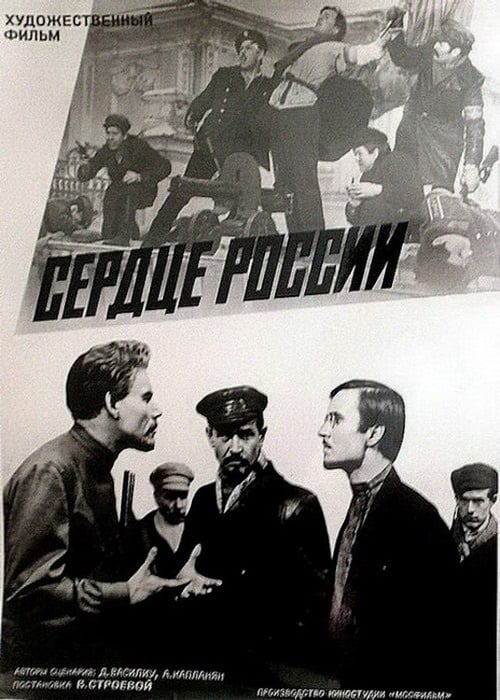 ХУДОЖЕСТВЕННЫЙ
ФИЛЬМ
СЕРДЦЕ РОССИИ
АВТОРЫ СЦЕНАРИЯ: Д. ВАСИЛИУ, А. КАПЛАНЯН
ПОСТАНОВКА В. СТРОЕВОЙ
ПРОИЗВОДСТВО КИНОСТУДИИ «МОСФИЛЬМ»